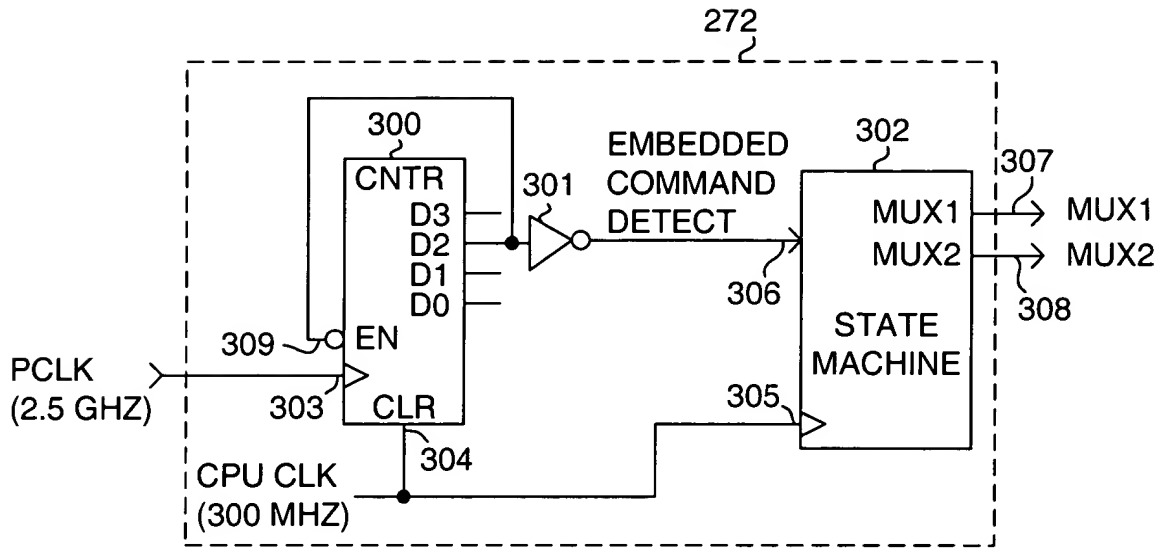 272
300
CNTR
D3
D2
D1
D0
EN
309
PCLK
(2.5 GHZ)
303
CLR
304
CPU CLK
(300 MHZ)
301
EMBEDDED
COMMAND
DETECT
306
302
MUX1
MUX2
STATE
MACHINE
305
307
MUX1
MUX2
308